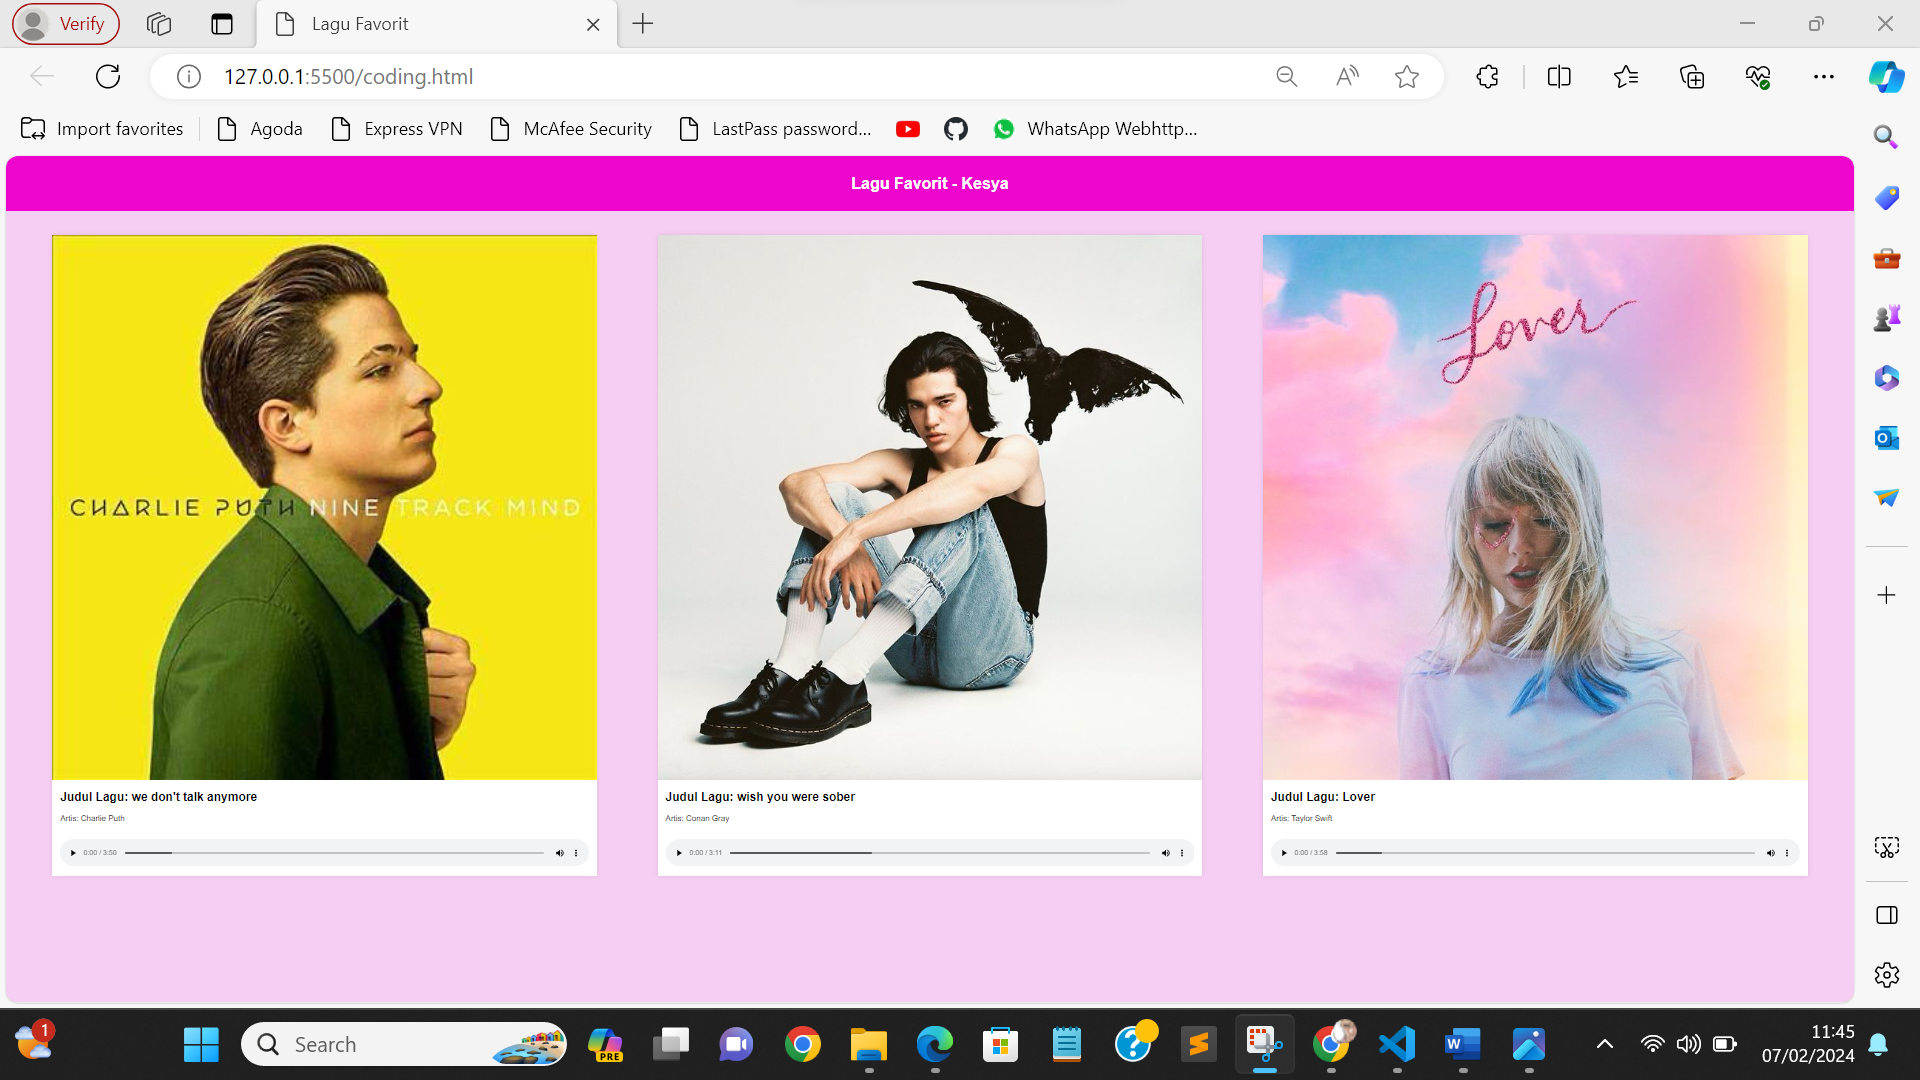 Verify
Lagu Favorit
127.0.0.1:5500/coding.html
Import favorites
Agoda
Express VPN
McAfee Security
LastPass password...
WhatsApp Webhttp...
Lagu Favorit - Kesya
CHARLIE PUTH NINE TRACK MIND
Lover
Judul Lagu: we don't talk anymore
Artis: Charlie Puth
0:00 / 3:50
Judul Lagu: wish you were sober
Artis: Conan Gray
0:00 / 3:11
Judul Lagu: Lover
Artis: Taylor Swift
0:00 / 3:58
1
Search
PRE
11:45
07/02/2024